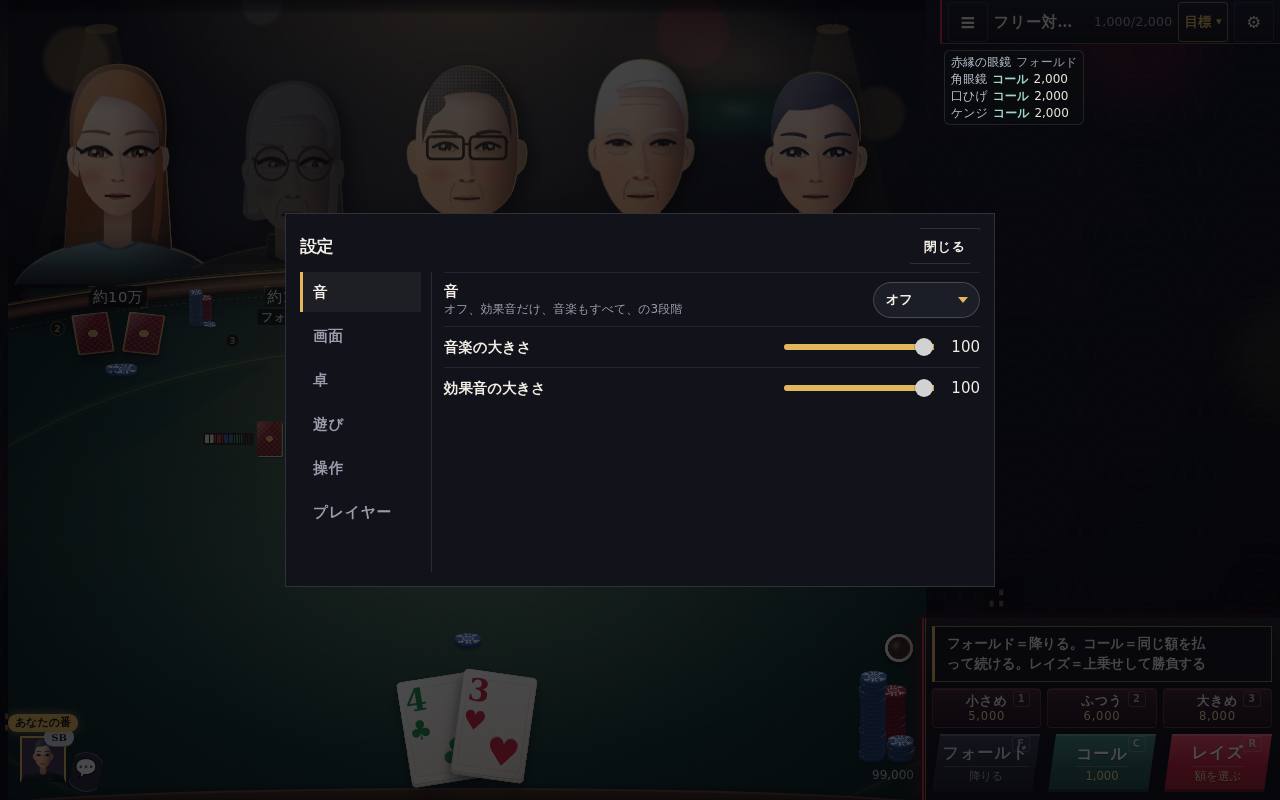 フリー対…
1,000/2,000
目標
赤縁の眼鏡 フォールド
角眼鏡 コール 2,000
口ひげ コール 2,000
ケンジ コール 2,000
設定
閉じる
音
画面
卓
遊び
操作
プレイヤー
音
オフ、効果音だけ、音楽もすべて、の3段階
オフ
音楽の大きさ
100
効果音の大きさ
100
約10万
2
3
4
3
あなたの番
SB
99,000
フォールド＝降りる。コール＝同じ額を払
って続ける。レイズ＝上乗せして勝負する
小さめ 1
5,000
ふつう 2
6,000
大きめ 3
8,000
フォールド F
降りる
コール C
1,000
レイズ R
額を選ぶ